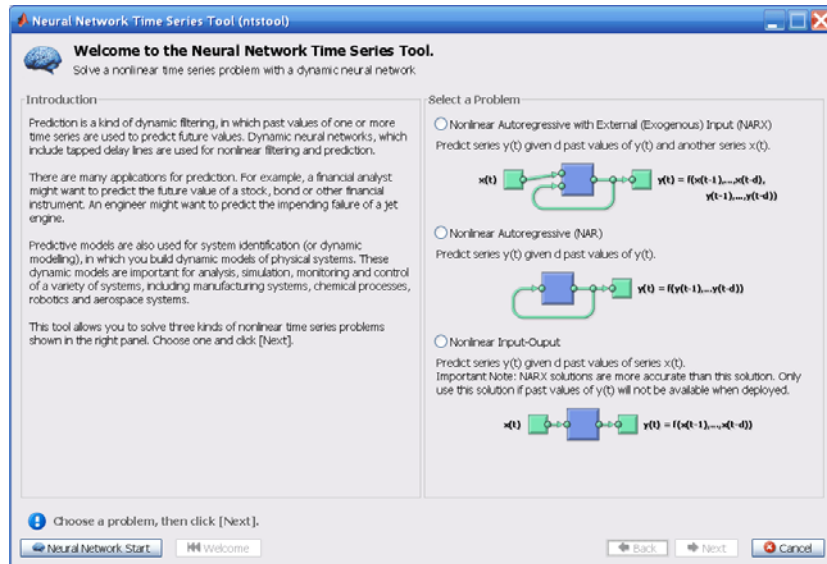 Neural Network Time Series Tool (ntstool)
Welcome to the Neural Network Time Series Tool.
Solve a nonlinear time series problem with a dynamic neural network
Introduction
Prediction is a kind of dynamic filtering, in which past values of one or more
time series are used to predict future values. Dynamic neural networks, which
include tapped delay lines are used for nonlinear filtering and prediction.
There are many applications for prediction. For example, a financial analyst
might want to predict the future value of a stock, bond or other financial
instrument. An engineer might want to predict the impending failure of a jet
engine.
Predictive models are also used for system identification (or dynamic
modelling), in which you build dynamic models of physical systems. These
dynamic models are important for analysis, simulation, monitoring and control
of a variety of systems, including manufacturing systems, chemical processes,
robotics and aerospace systems.
This tool allows you to solve three kinds of nonlinear time series problems
shown in the right panel. Choose one and click [Next].
Select a Problem
Nonlinear Autoregressive with External (Exogenous) Input (NARX)
Predict series y(t) given d past values of y(t) and another series x(t).
x(t)
y(t) = f(x(t-1),...,x(t-d),
y(t-1),...,y(t-d))
Nonlinear Autoregressive (NAR)
Predict series y(t) given d past values of y(t).
y(t) = f(y(t-1),...,y(t-d))
Nonlinear Input-Ouput
Predict series y(t) given d past values of series x(t).
Important Note: NARX solutions are more accurate than this solution. Only
use this solution if past values of y(t) will not be available when deployed.
x(t)
y(t) = f(x(t-1),...,x(t-d))
Choose a problem, then click [Next].
Neural Network Start
Welcome
Back
Next
Cancel